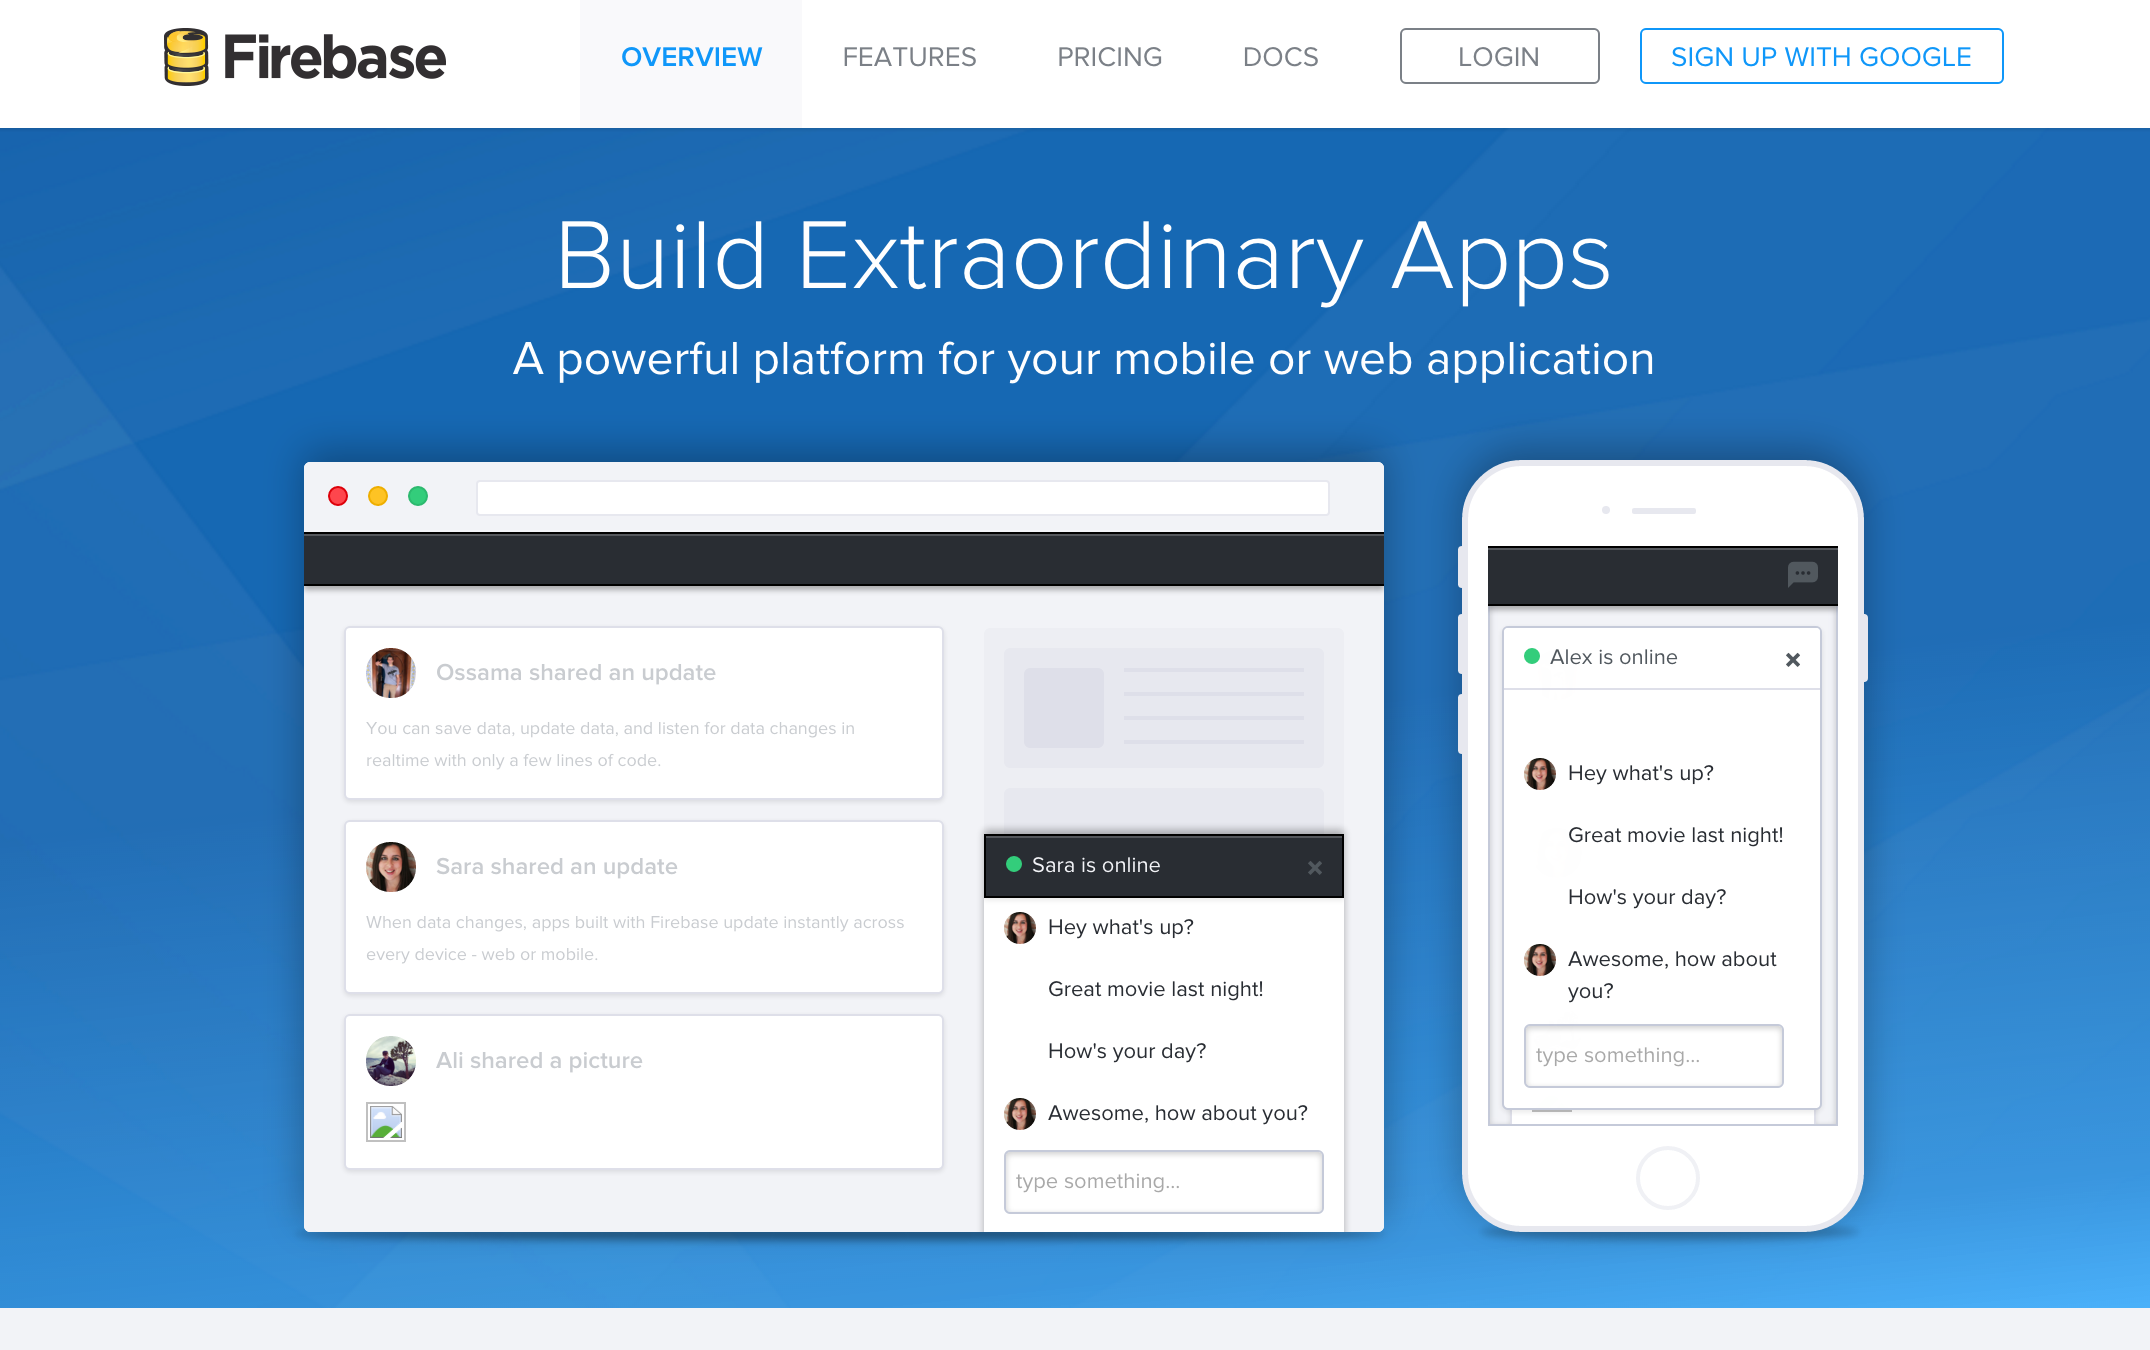 Firebase
OVERVIEW
FEATURES
PRICING
DOCS
LOGIN
SIGN UP WITH GOOGLE
Build Extraordinary Apps
A powerful platform for your mobile or web application
Ossama shared an update
You can save data, update data, and listen for data changes in
realtime with only a few lines of code.
Sara shared an update
When data changes, apps built with Firebase update instantly across
every device - web or mobile.
Ali shared a picture
Sara is online
Hey what's up?
Great movie last night!
How's your day?
Awesome, how about you?
type something...
Alex is online
Hey what's up?
Great movie last night!
How's your day?
Awesome, how about
you?
type something...